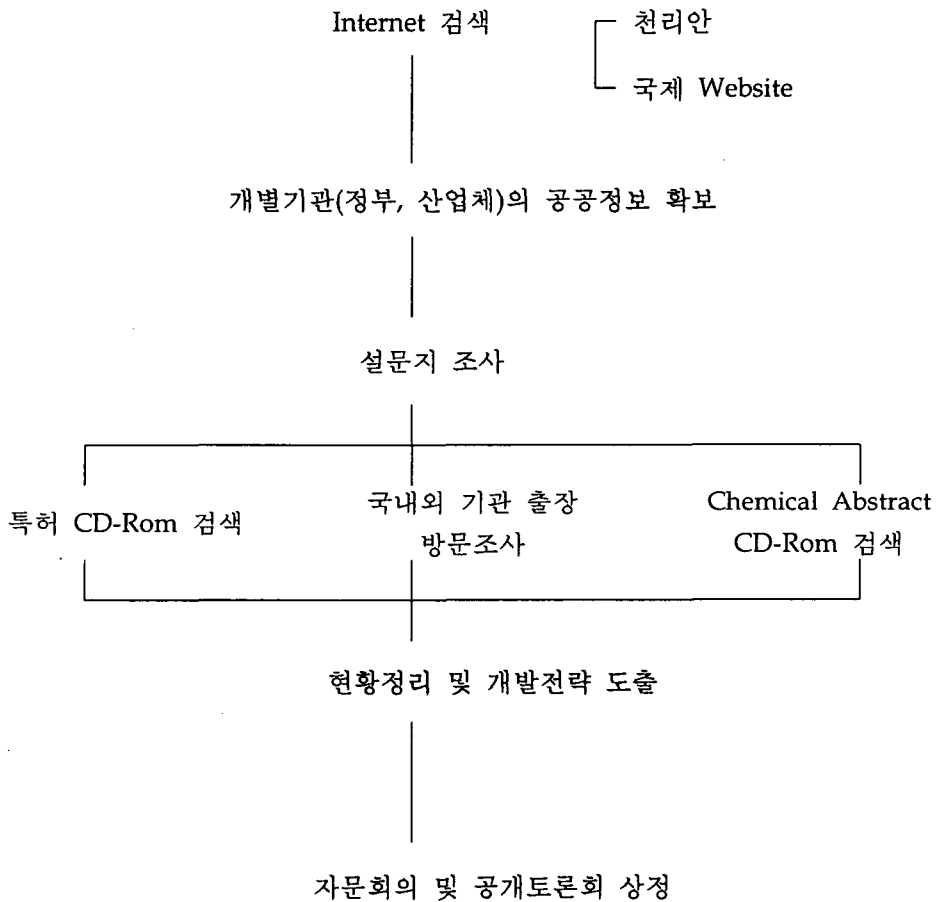 Internet 검색
천리안
국제 Website
개별기관(정부, 산업체)의 공공정보 확보
설문지 조사
특허 CD-Rom 검색
국내외 기관 출장
방문조사
Chemical Abstract
CD-Rom 검색
현황정리 및 개발전략 도출
자문회의 및 공개토론회 상정